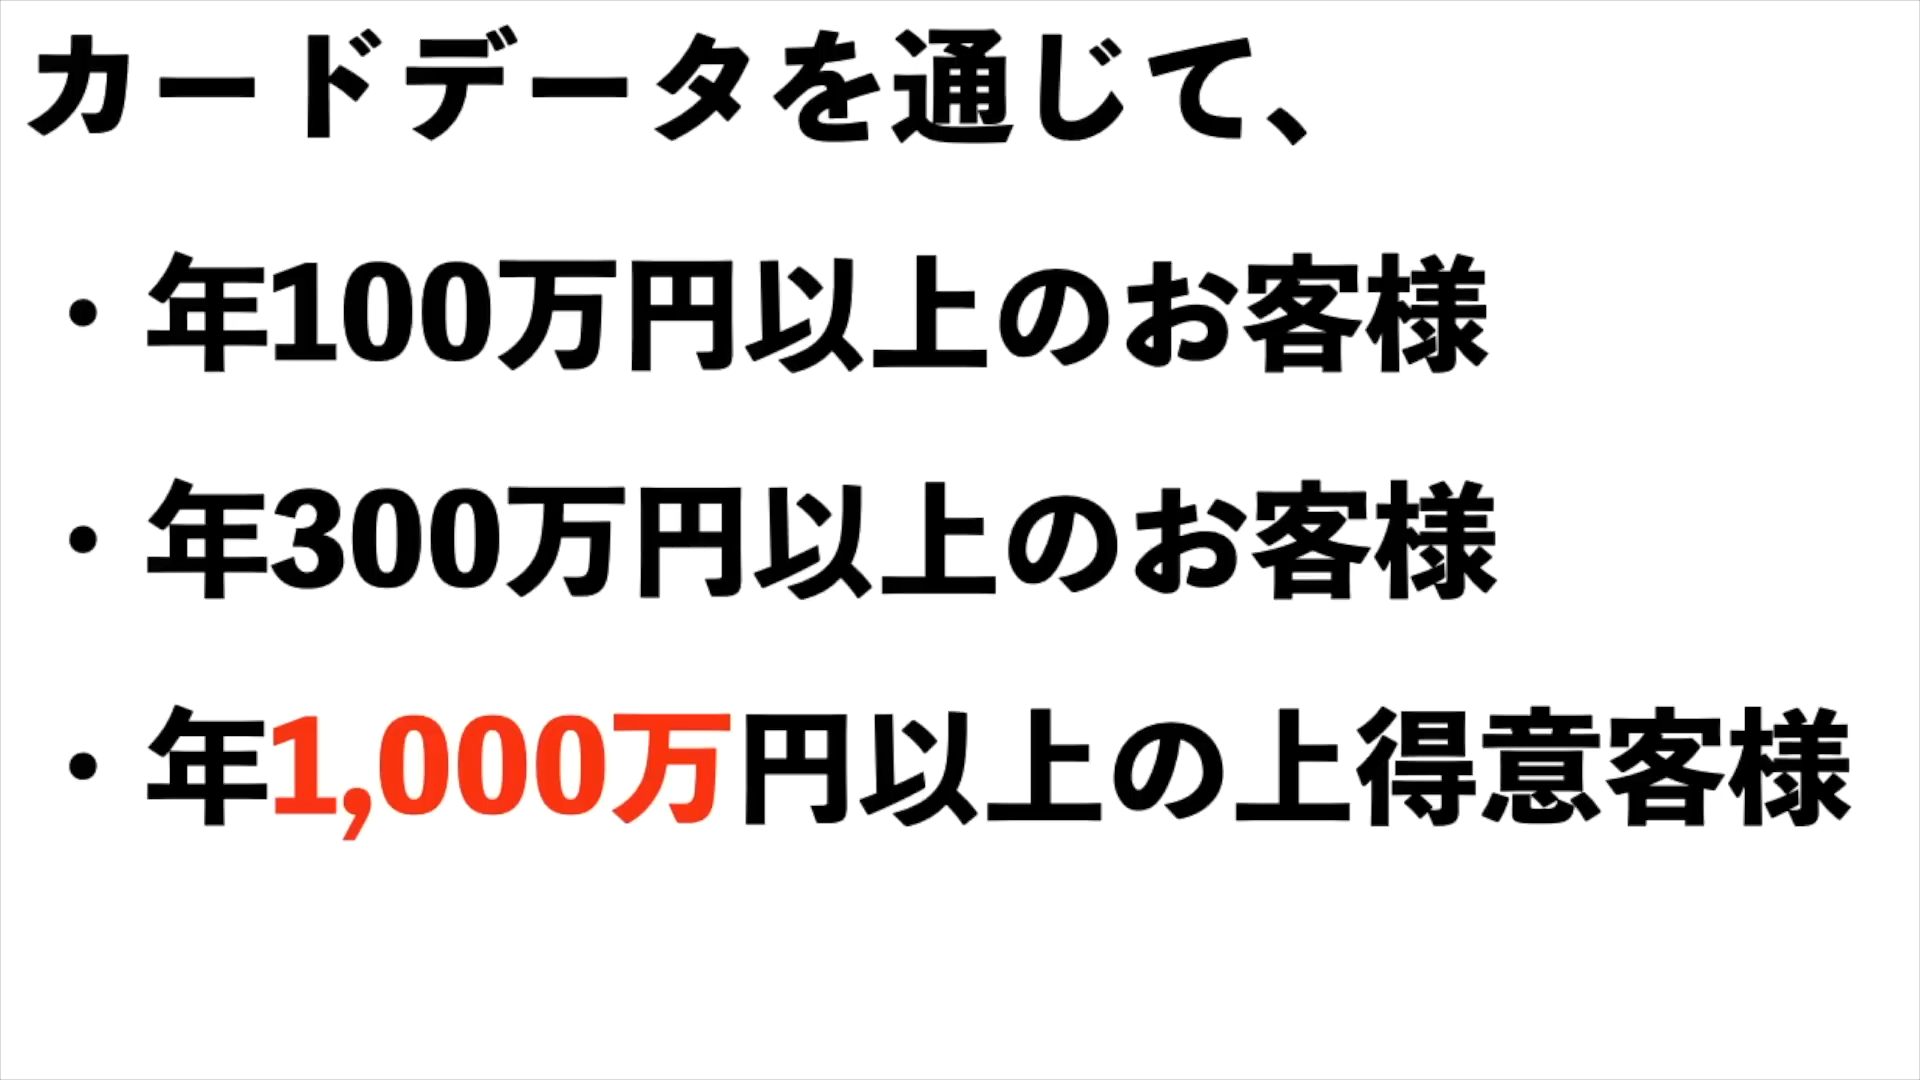 カードデータを通じて、
・年100万円以上のお客様
・年300万円以上のお客様
・年1,000万円以上の上得意客様